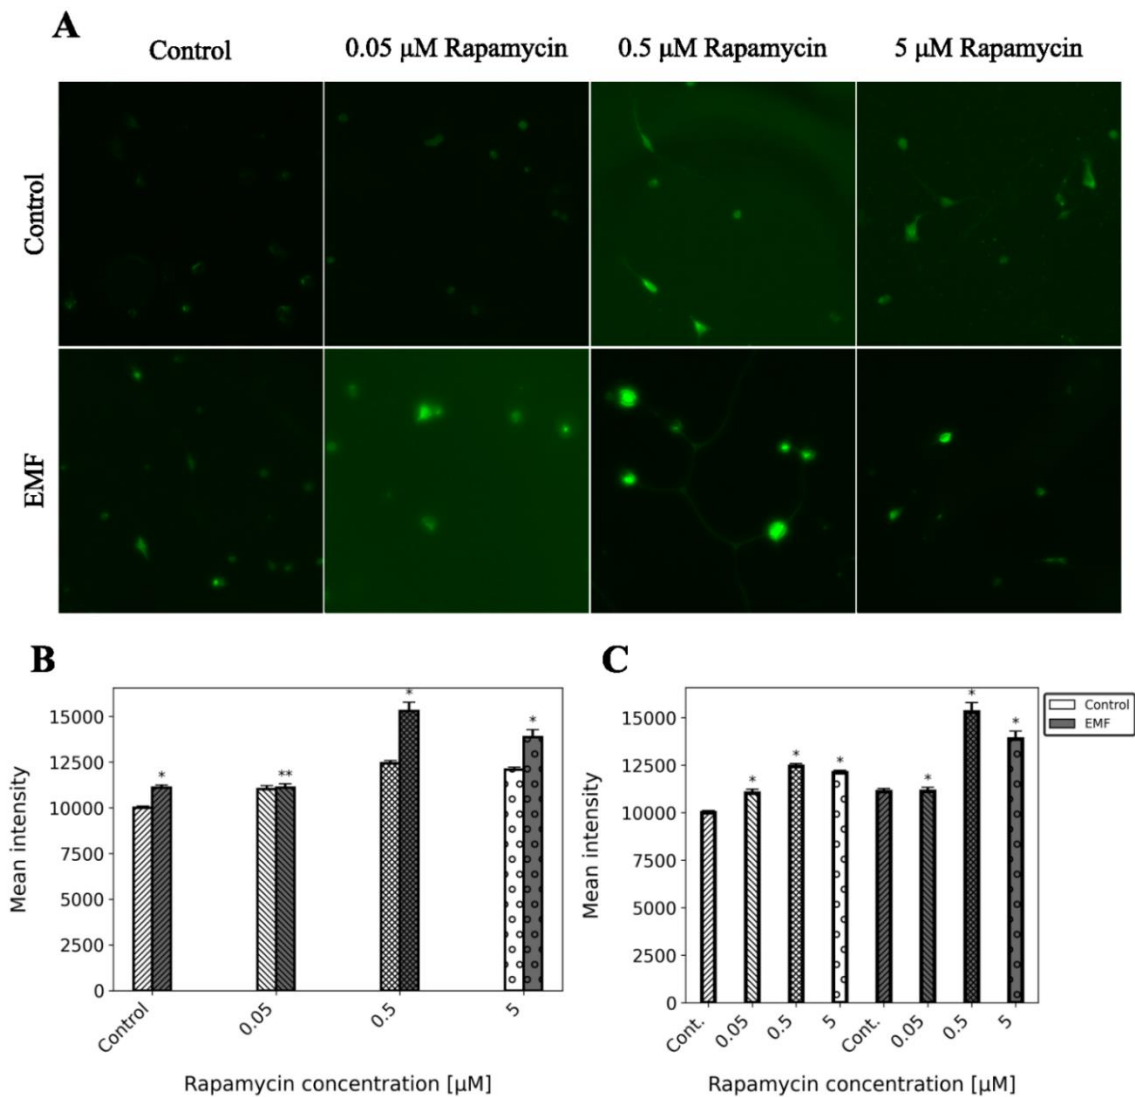 A
Control 0.05 μM Rapamycin 0.5 μM Rapamycin 5 μM Rapamycin
Control
EMF
B
Mean intensity
15000
12500
10000
7500
5000
2500
0
* ** * *
Control 0.05 0.5 5
Rapamycin concentration [μM]
C
Control
EMF
Mean intensity
15000
12500
10000
7500
5000
2500
0
* * * * * *
Cont. 0.05 0.5 5 Cont. 0.05 0.5 5
Rapamycin concentration [μM]